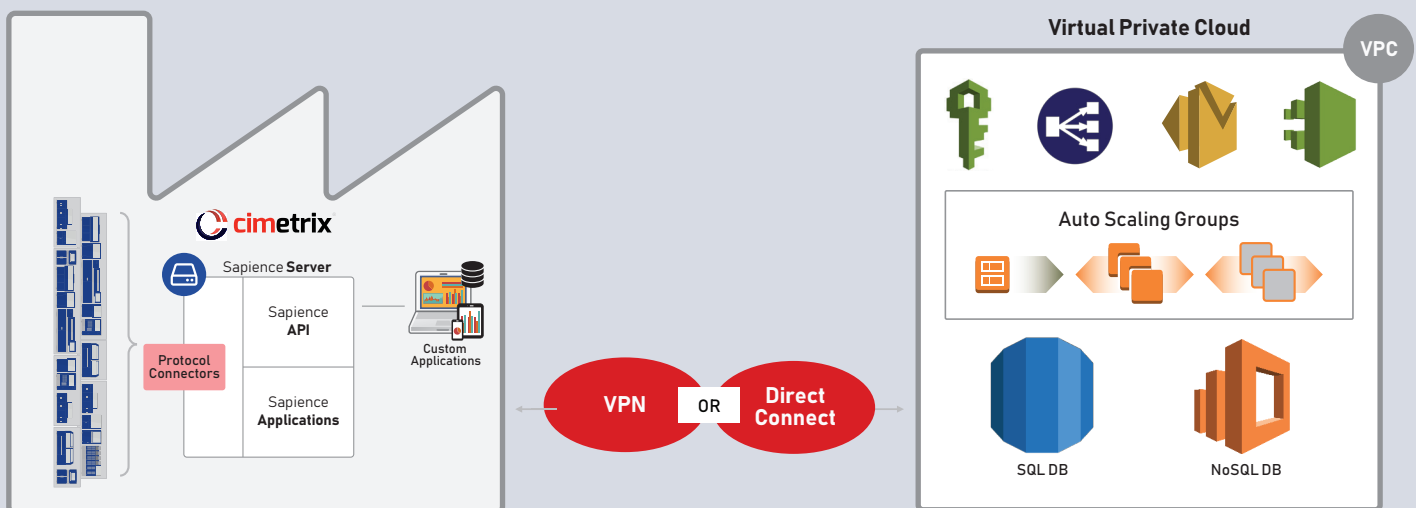 Virtual Private Cloud
VPC
cimetrix
Sapience Server
Sapience
API
Sapience
Applications
Protocol
Connectors
Custom
Applications
VPN
OR
Direct
Connect
Auto Scaling Groups
SQL DB
NoSQL DB